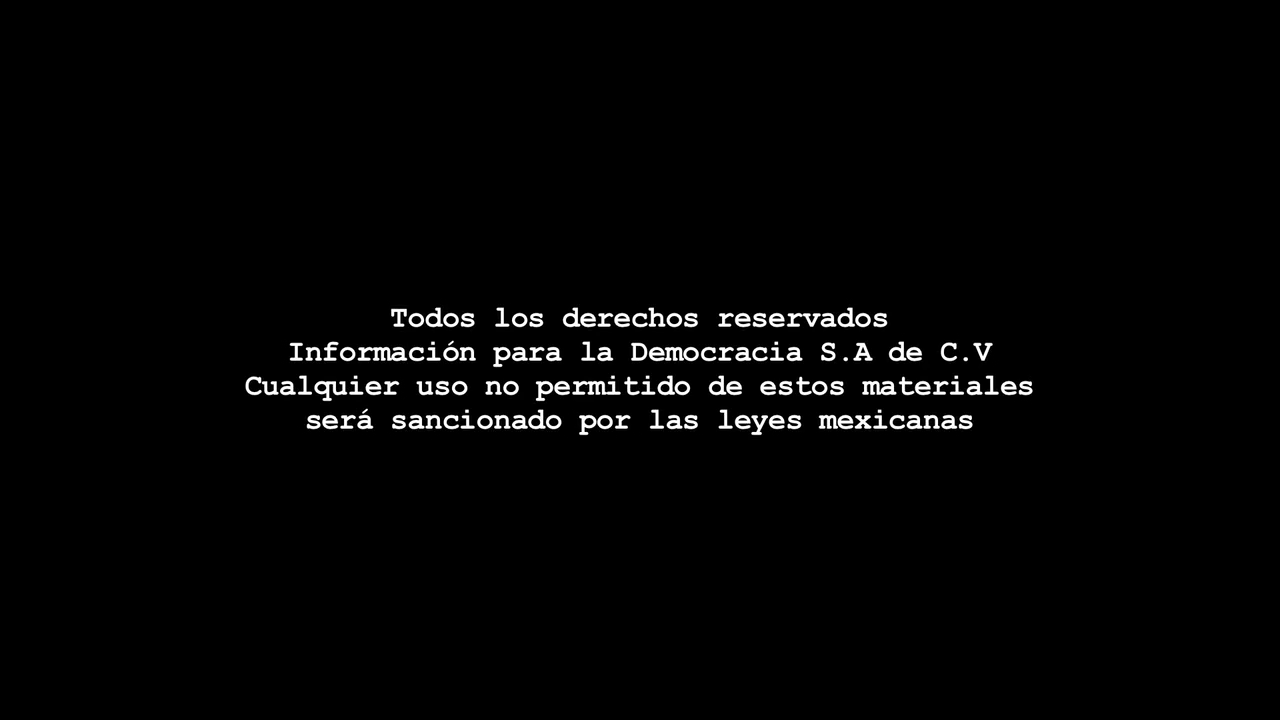 Todos los derechos reservados
Información para la Democracia S.A de C.V
Cualquier uso no permitido de estos materiales
será sancionado por las leyes mexicanas